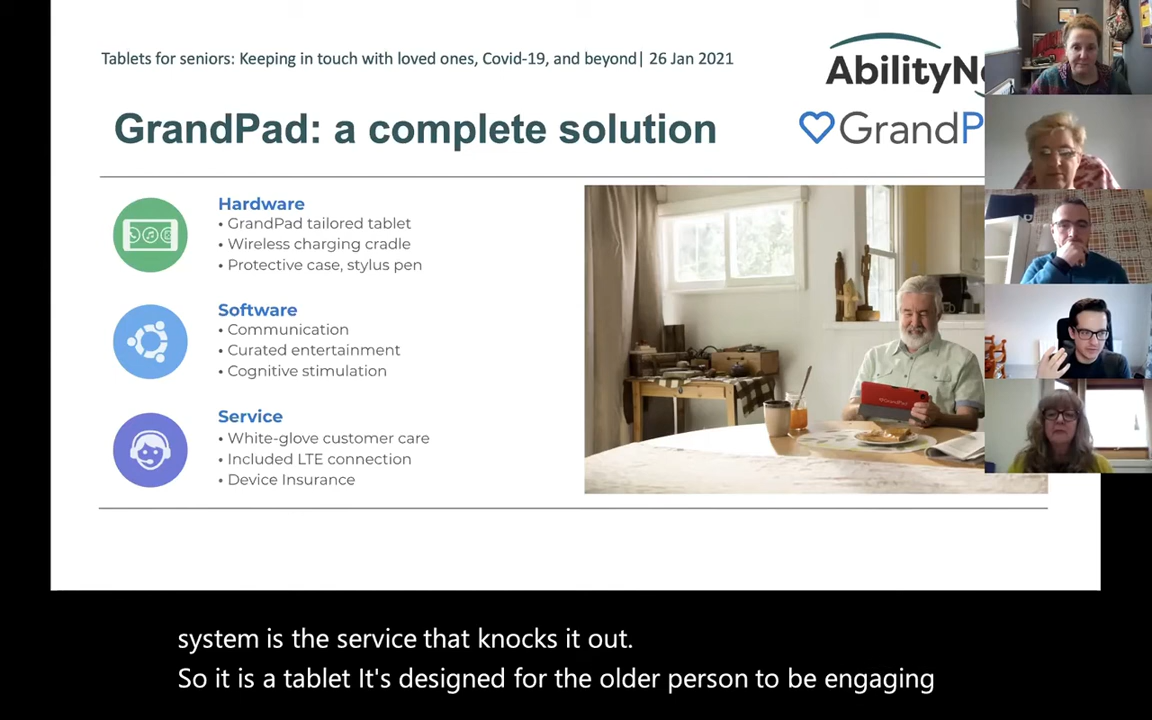 Tablets for seniors: Keeping in touch with loved ones, Covid-19, and beyond| 26 Jan 2021
AbilityN
GrandPad: a complete solution
GrandP
Hardware
• GrandPad tailored tablet
• Wireless charging cradle
• Protective case, stylus pen
Software
• Communication
• Curated entertainment
• Cognitive stimulation
Service
• White-glove customer care
• Included LTE connection
• Device Insurance
system is the service that knocks it out.
So it is a tablet It's designed for the older person to be engaging